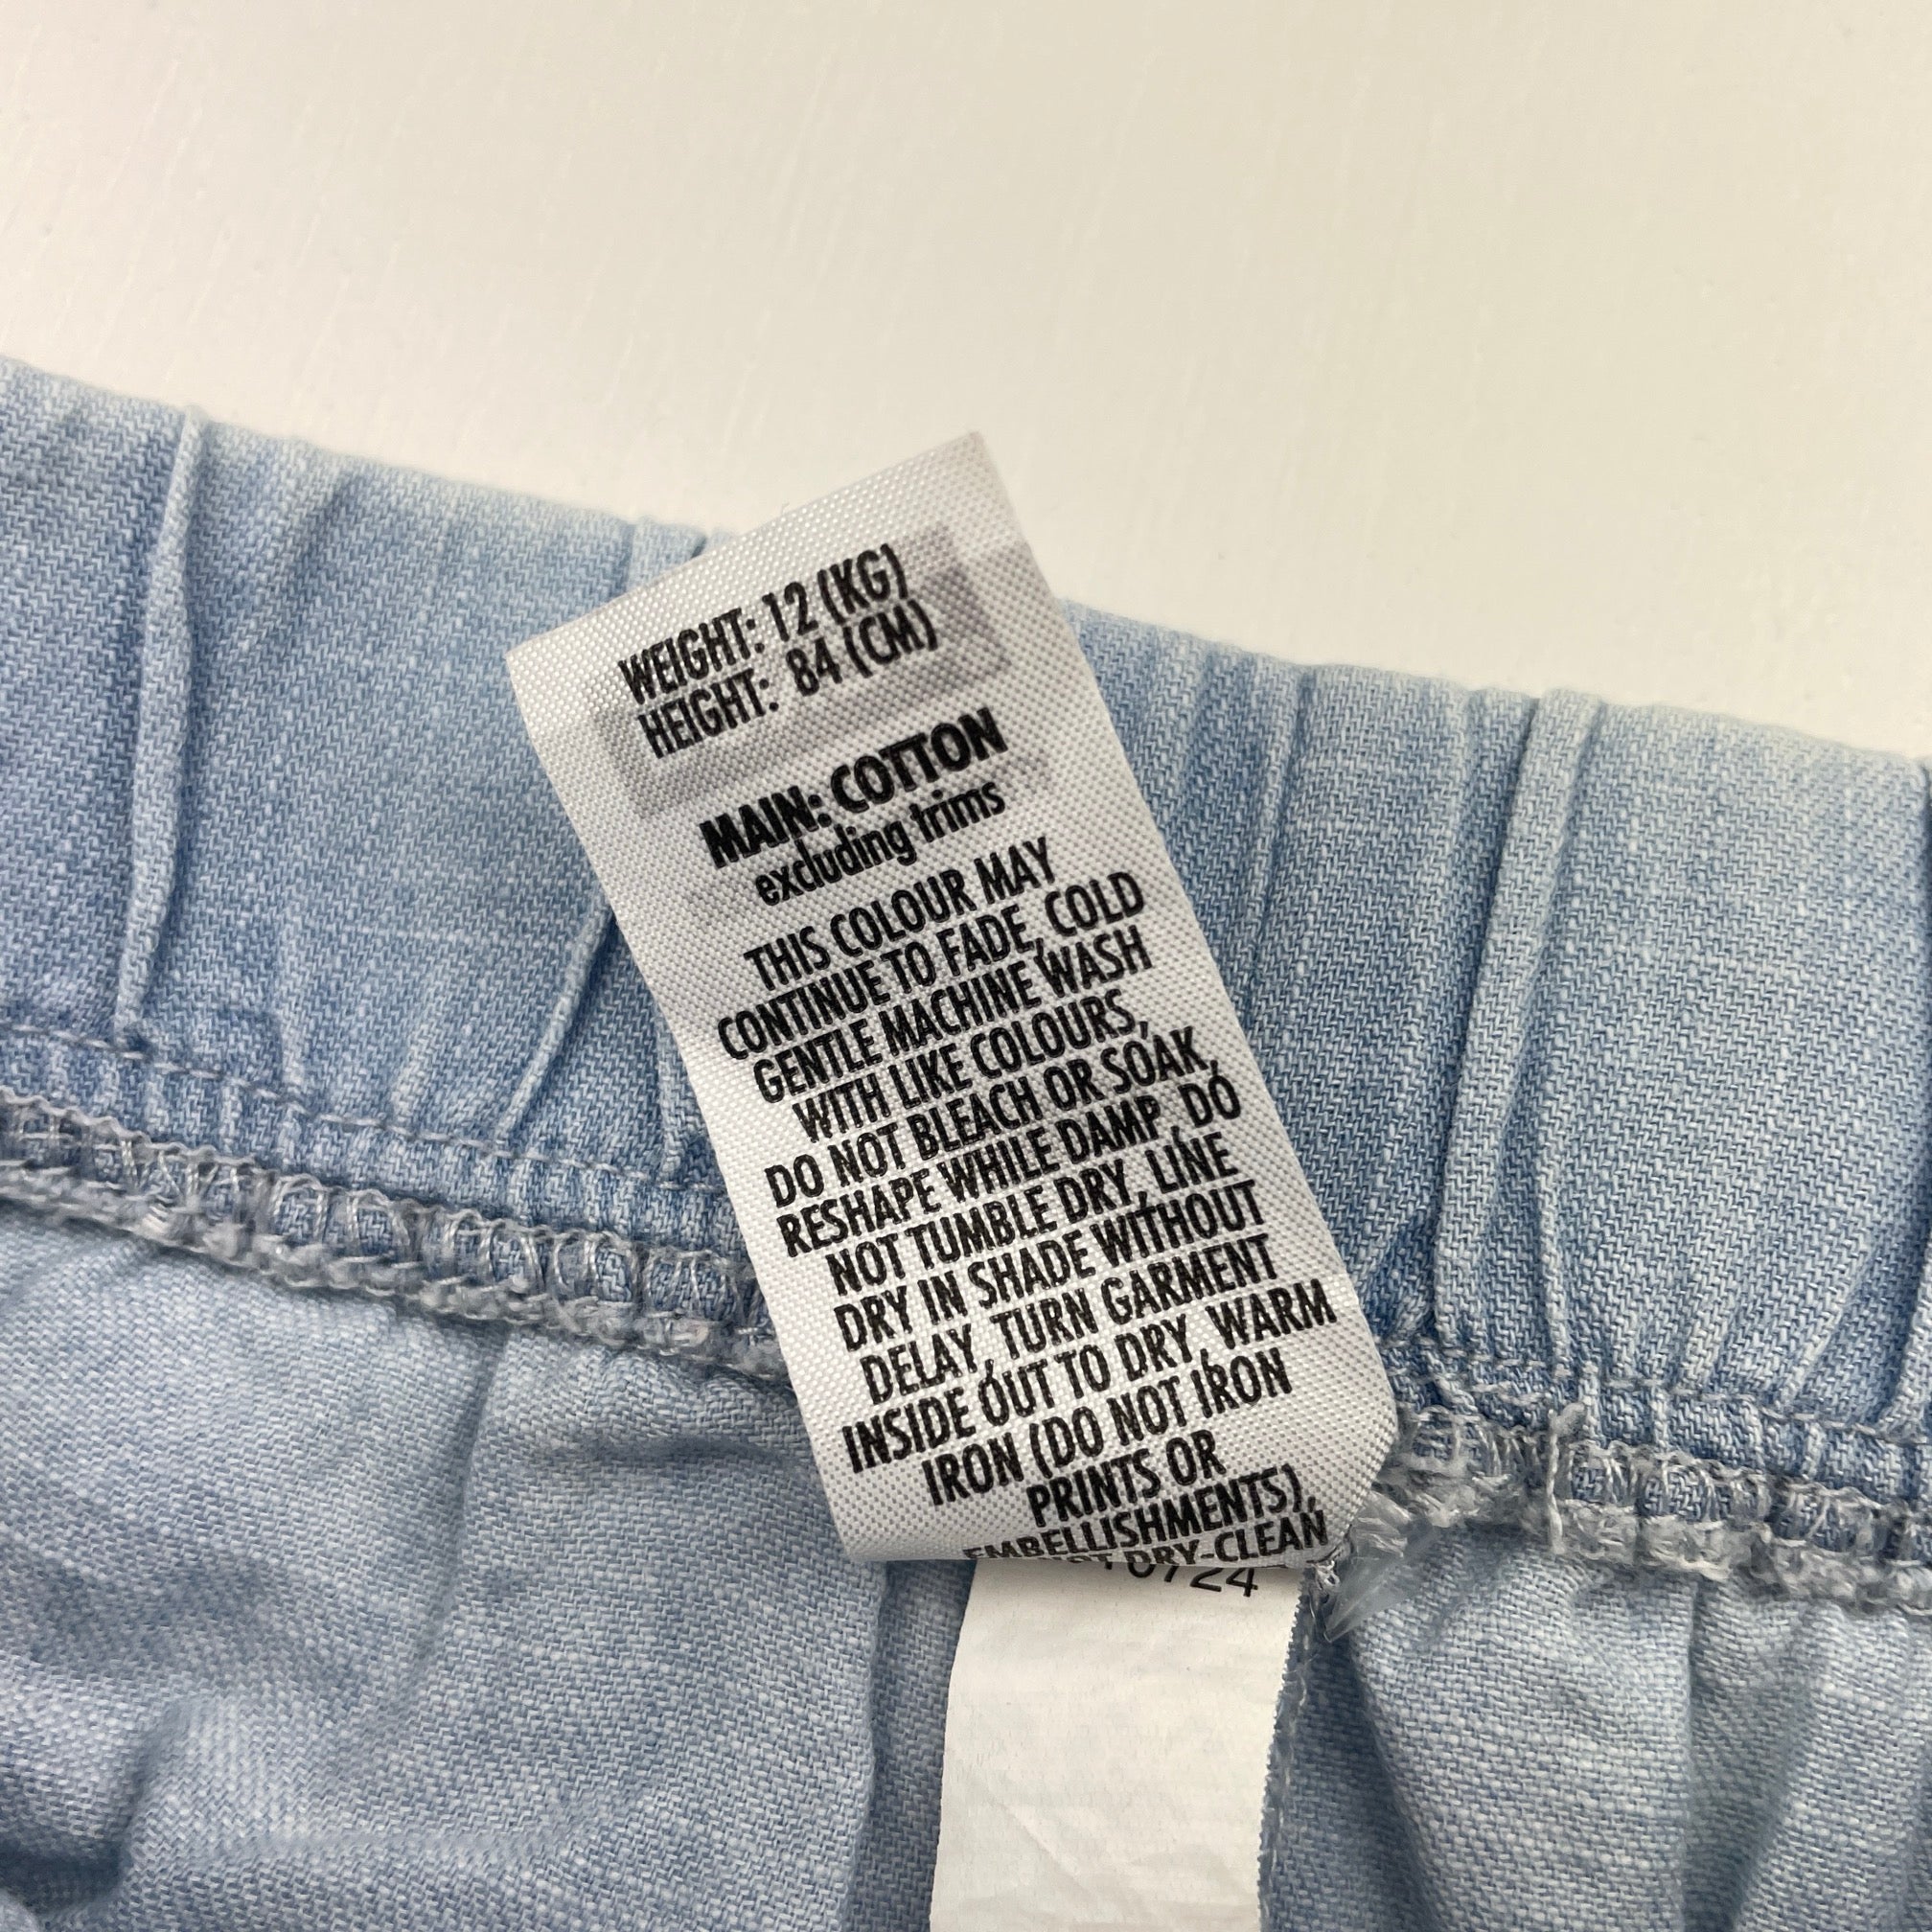 WEIGHT: 12 (KG)
HEIGHT: 84 (CM)
MAIN: COTTON
excluding trims
THIS COLOUR MAY
CONTINUE TO FADE, COLD
GENTLE MACHINE WASH
WITH LIKE COLOURS,
DO NOT BLEACH OR SOAK,
RESHAPE WHILE DAMP, DO
NOT TUMBLE DRY, LINE
DRY IN SHADE WITHOUT
DELAY, TURN GARMENT
INSIDE OUT TO DRY, WARM
IRON (DO NOT IRON
PRINTS OR
EMBELLISHMENTS),
DRY-CLEAN